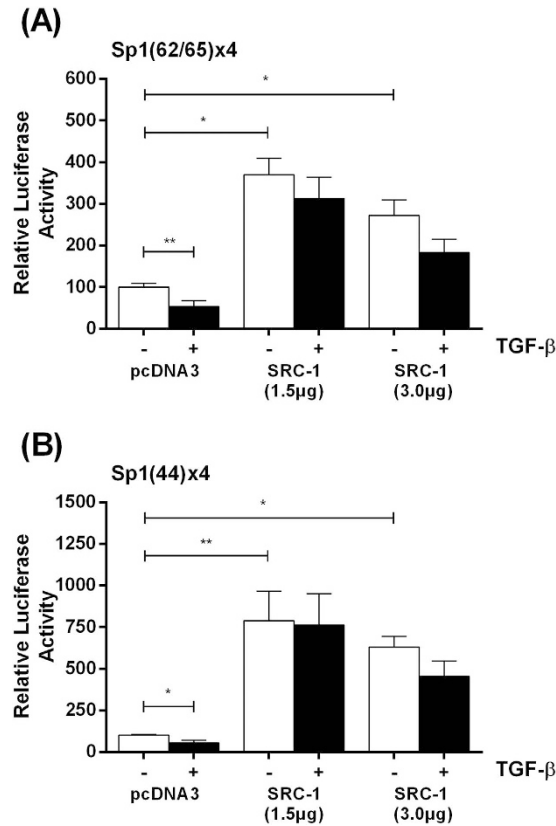 (A)
Sp1(62/65)x4
Relative Luciferase
Activity
600
500
400
300
200
100
0
*
*
**
- + - + - + TGF-β
pcDNA3 SRC-1 SRC-1
(1.5μg) (3.0μg)
(B)
Sp1(44)x4
Relative Luciferase
Activity
1500
1250
1000
750
500
250
0
*
**
*
- + - + - + TGF-β
pcDNA3 SRC-1 SRC-1
(1.5μg) (3.0μg)